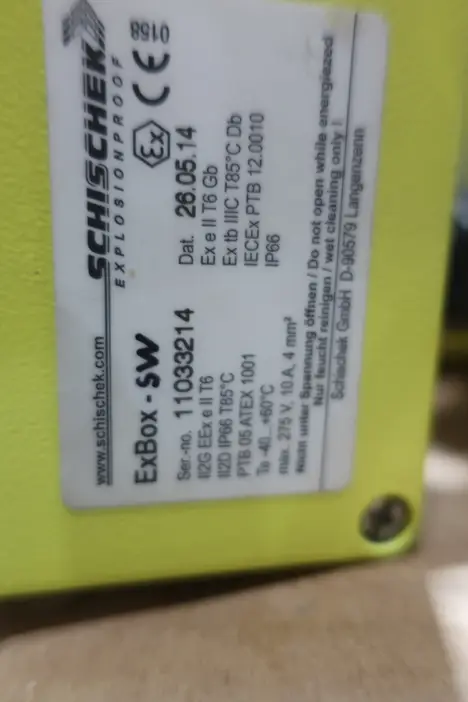 www.schischek.com
SCHISCHEK
EXPLOSIONPROOF
ExBox - SW
Ex CE 0158
Ser.-no. 11033214
Dat. 26.05.14
II2G EEx e II T6
Ex e II T6 Gb
II2D IP66 T85°C
Ex tb IIIC T85°C Db
PTB 05 ATEX 1001
IECEx PTB 12.0010
Ta -40...+60°C
IP66
max. 275 V, 10 A, 4 mm²
Nicht unter Spannung öffnen / Do not open while energized
Nur feucht reinigen / wet cleaning only !
Schischek GmbH D-90579 Langenzenn